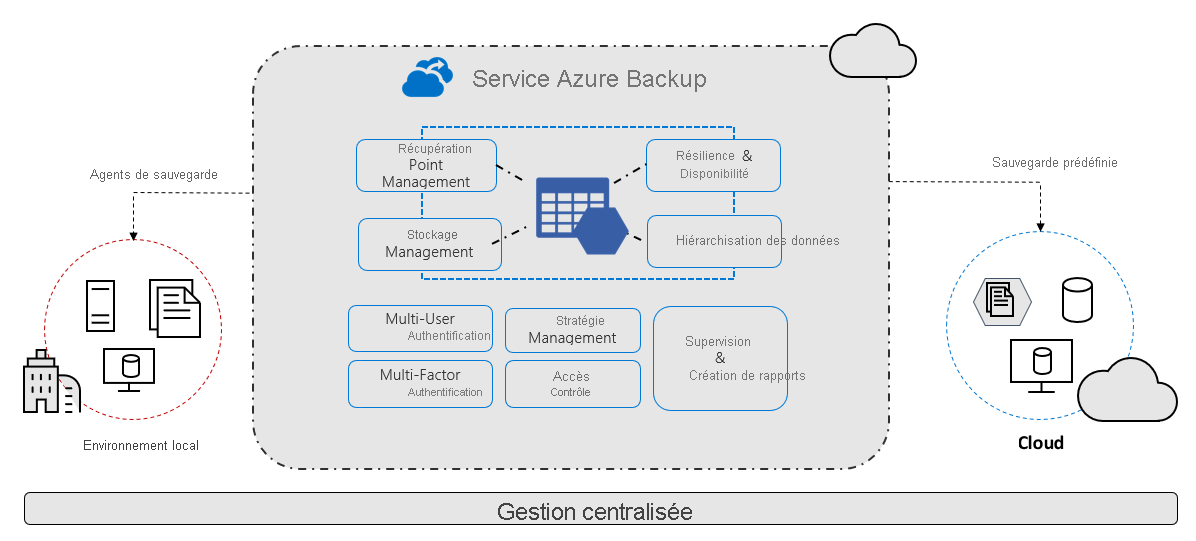 Service Azure Backup
Agents de sauvegarde
Sauvegarde prédéfinie
Récupération
Point
Management
Résilience &
Disponibilité
Stockage
Management
Hiérarchisation des données
Multi-User
Authentification
Stratégie
Management
Supervision
&
Création de rapports
Multi-Factor
Authentification
Accès
Contrôle
Environnement local
Cloud
Gestion centralisée